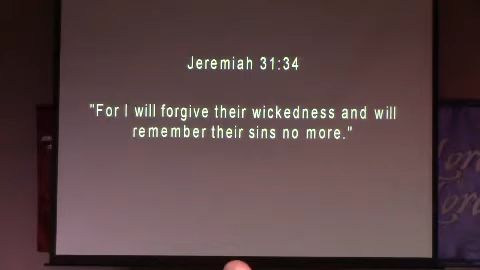 Jeremiah 31:34
"For I will forgive their wickedness and will
remember their sins no more."